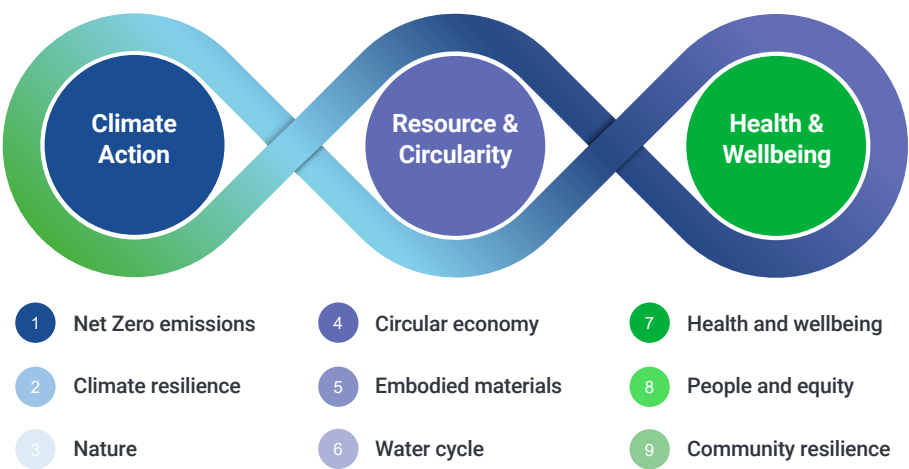 Climate
Action
Resource &
Circularity
Health &
Wellbeing
1 Net Zero emissions
2 Climate resilience
3 Nature
4 Circular economy
5 Embodied materials
6 Water cycle
7 Health and wellbeing
8 People and equity
9 Community resilience